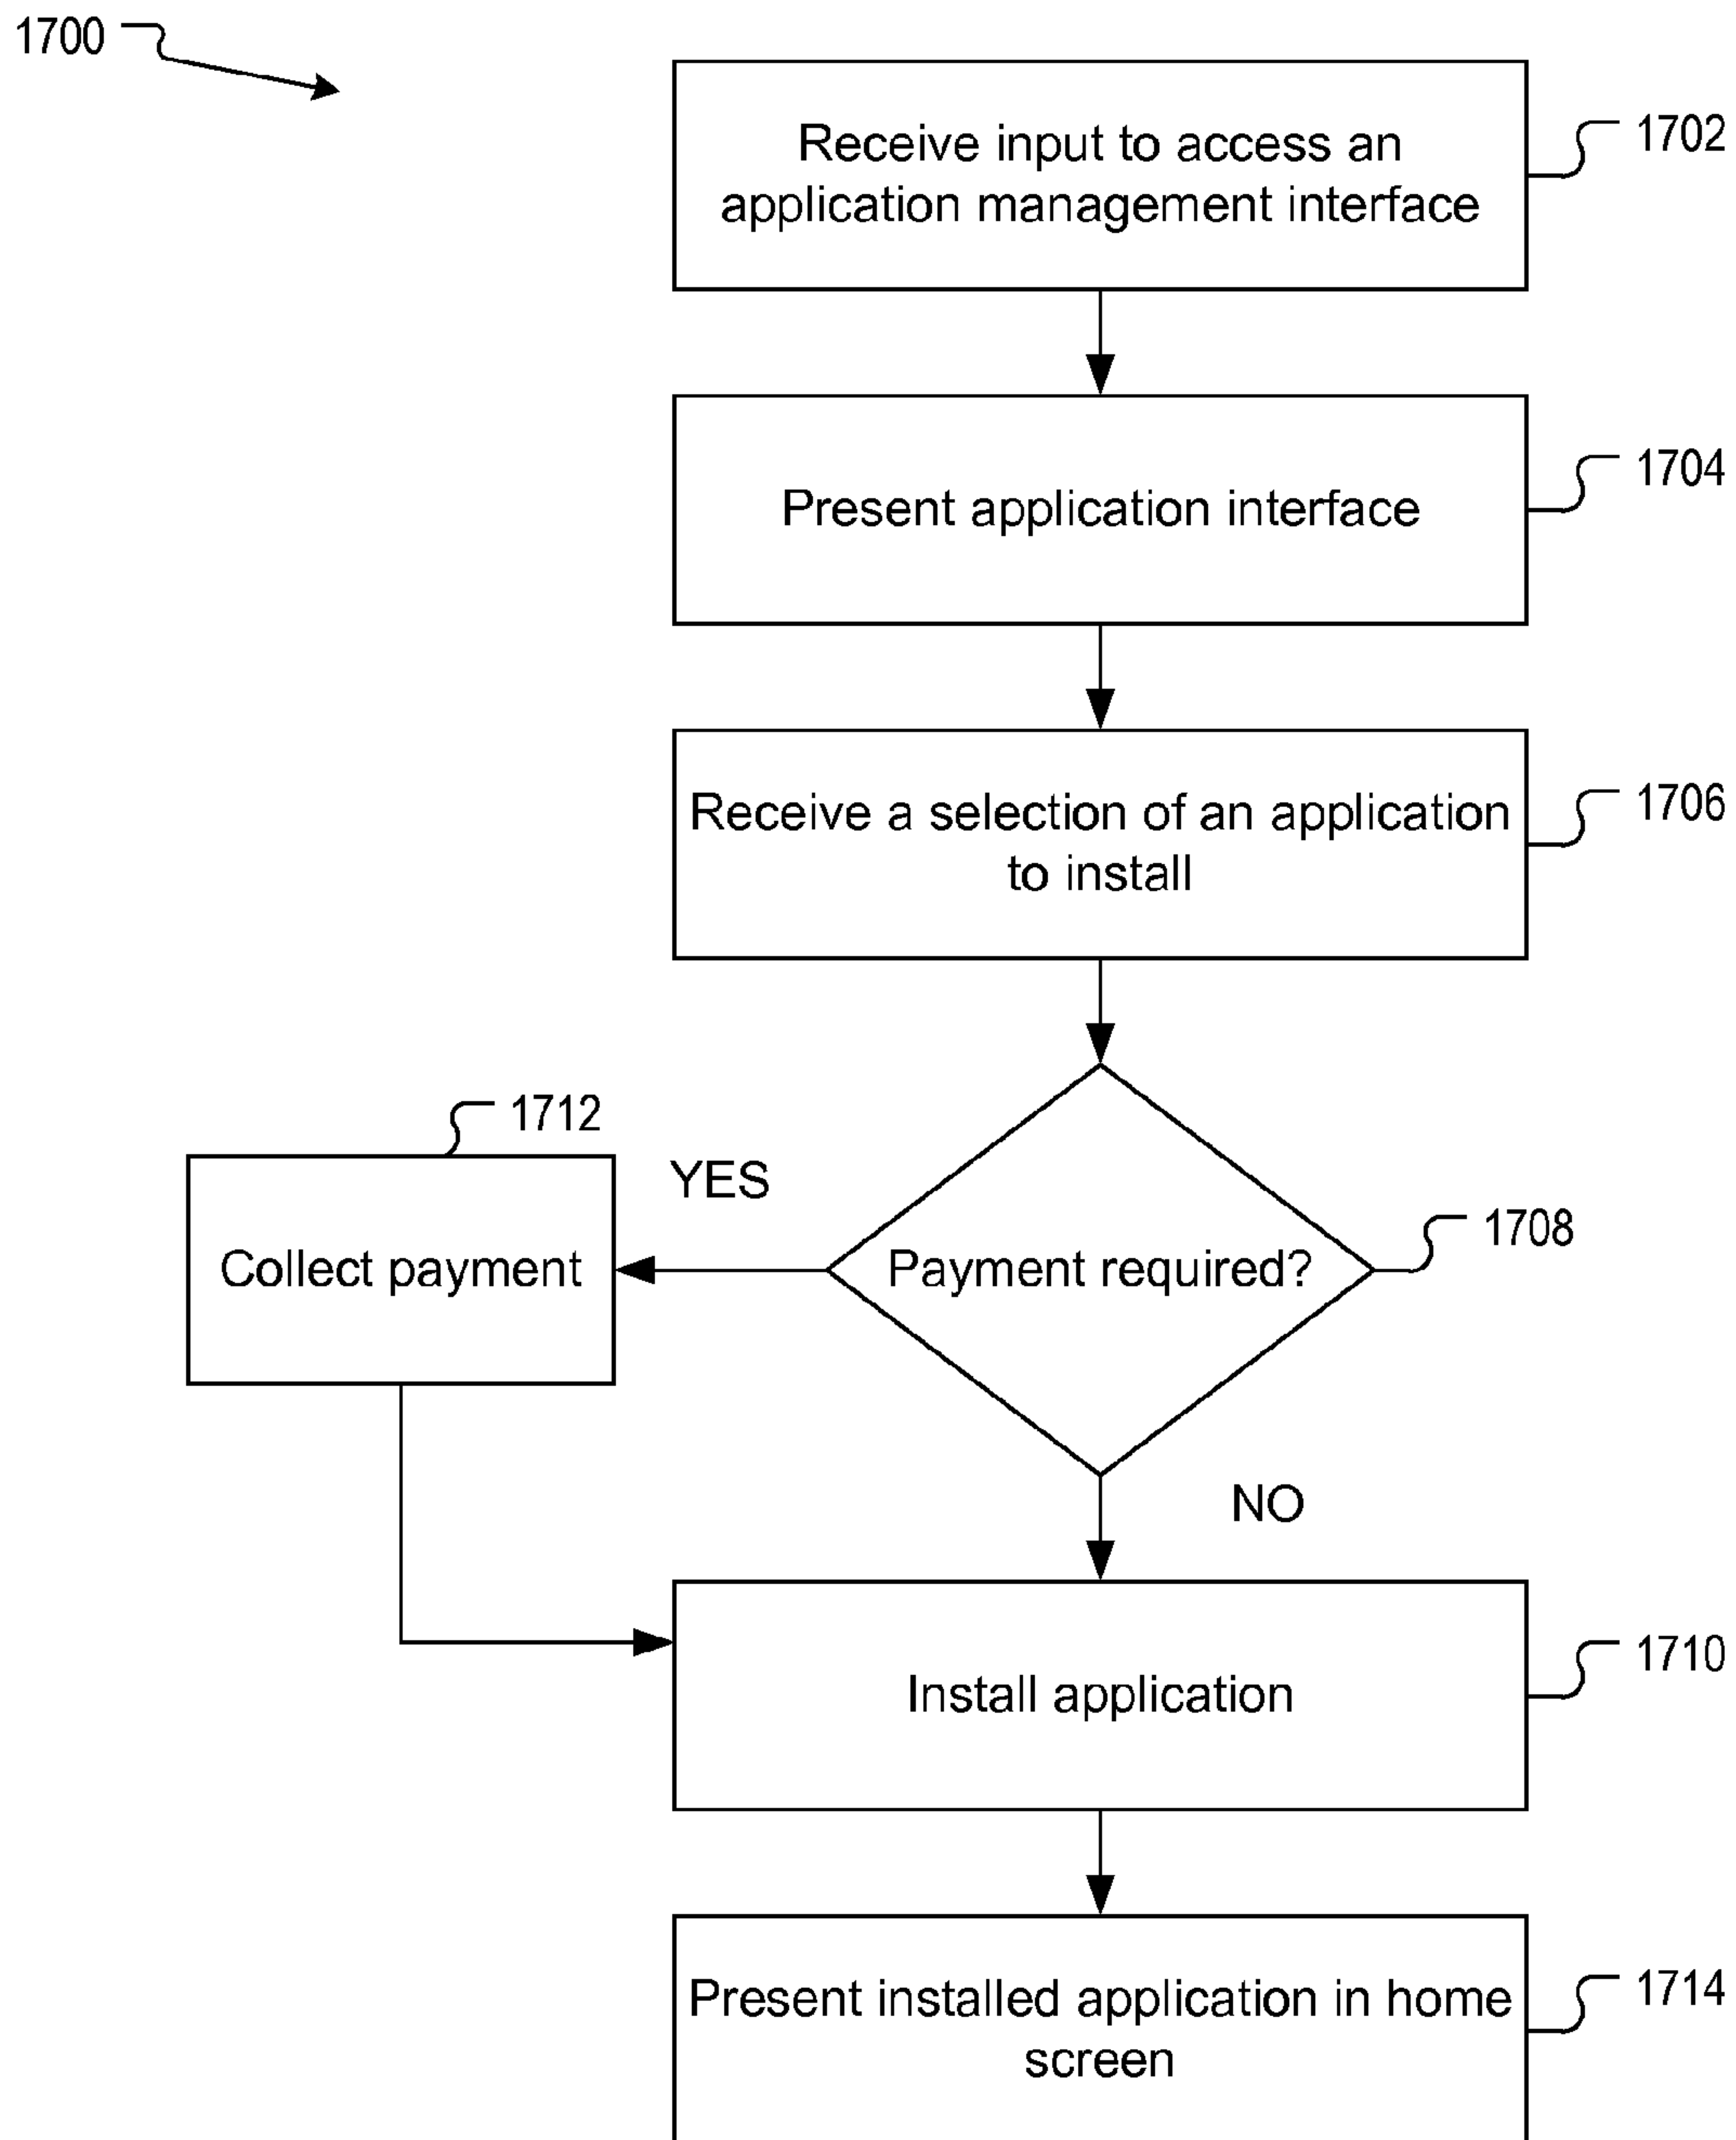 1700
Receive input to access an
application management interface
1702
Present application interface
1704
Receive a selection of an application
to install
1706
1712
YES
Collect payment
Payment required?
1708
NO
Install application
1710
Present installed application in home
screen
1714